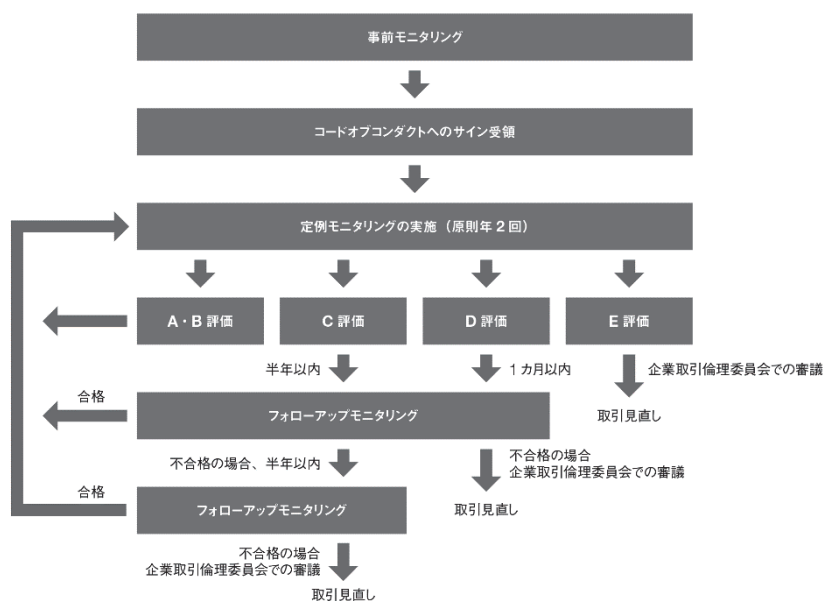 事前モニタリング
コードオブコンダクトへのサイン受領
定例モニタリングの実施（原則年２回）
A・B 評価
C 評価
D 評価
E 評価
半年以内
１カ月以内
企業取引倫理委員会での審議
取引見直し
合格
フォローアップモニタリング
不合格の場合、半年以内
不合格の場合
企業取引倫理委員会での審議
取引見直し
合格
フォローアップモニタリング
不合格の場合
企業取引倫理委員会での審議
取引見直し